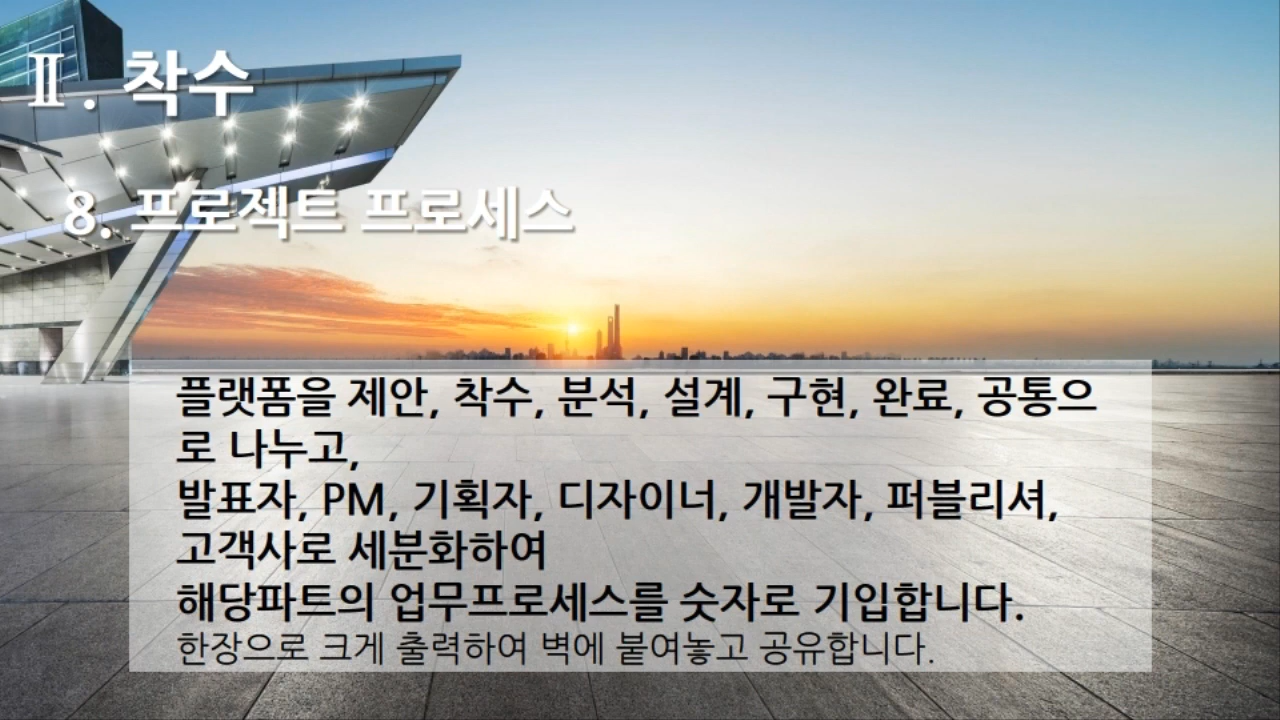 Ⅱ. 착수
8. 프로젝트 프로세스
플랫폼을 제안, 착수, 분석, 설계, 구현, 완료, 공통으
로 나누고,
발표자, PM, 기획자, 디자이너, 개발자, 퍼블리셔,
고객사로 세분화하여
해당파트의 업무프로세스를 숫자로 기입합니다.
한장으로 크게 출력하여 벽에 붙여놓고 공유합니다.